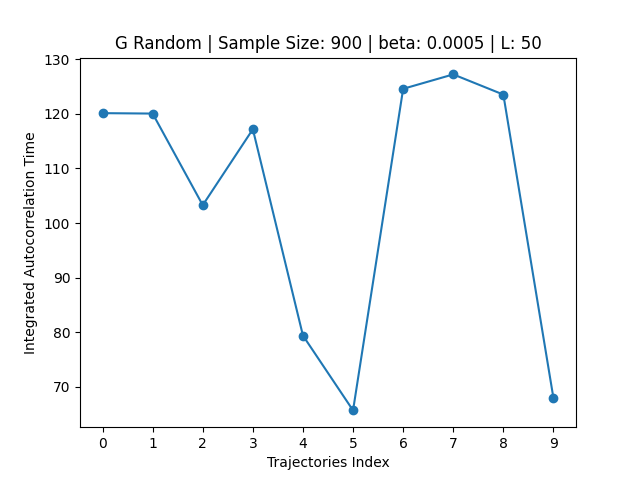 G Random | Sample Size: 900 | beta: 0.0005 | L: 50
130
120
110
100
90
80
70
Integrated Autocorrelation Time
0 1 2 3 4 5 6 7 8 9
Trajectories Index